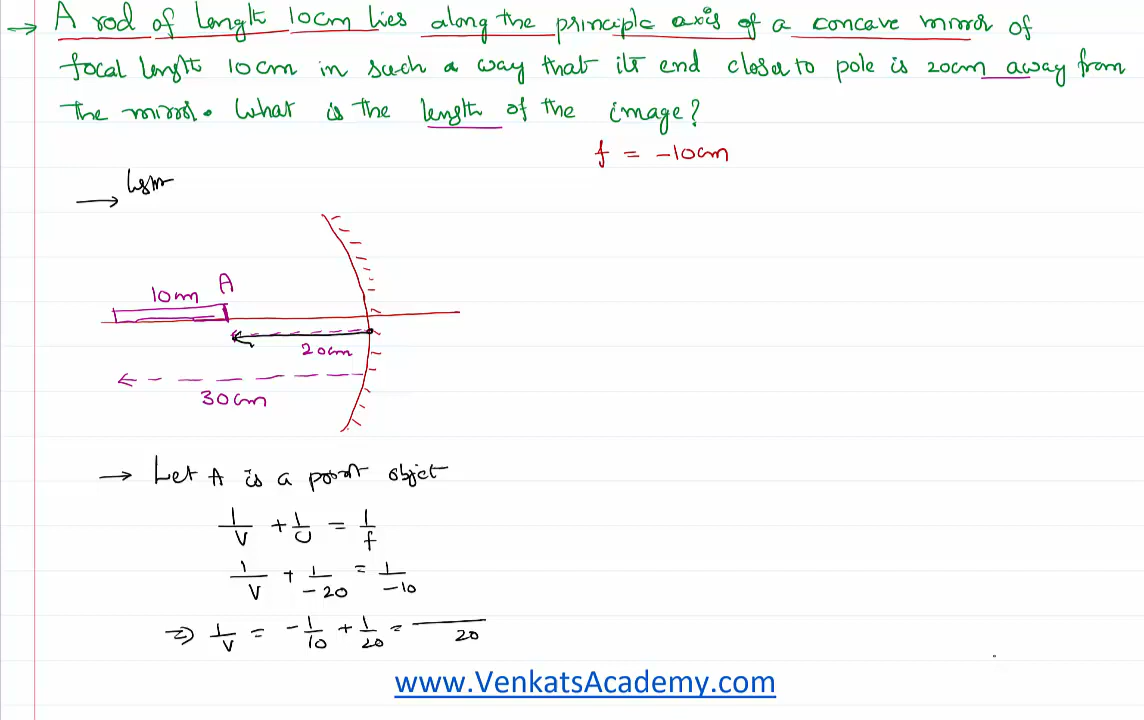 → A rod of length 10cm lies along the principle axis of a concave mirror of
focal length 10cm in such a way that its end closer to pole is 20cm away from
the mirror. What is the length of the image?
f = -10cm
→
10cm A
20cm
30cm
→ Let A is a point object
1/V + 1/U = 1/f
1/V + 1/-20 = 1/-10
⇒ 1/V = -1/10 + 1/20 = /20
www.VenkatsAcademy.com